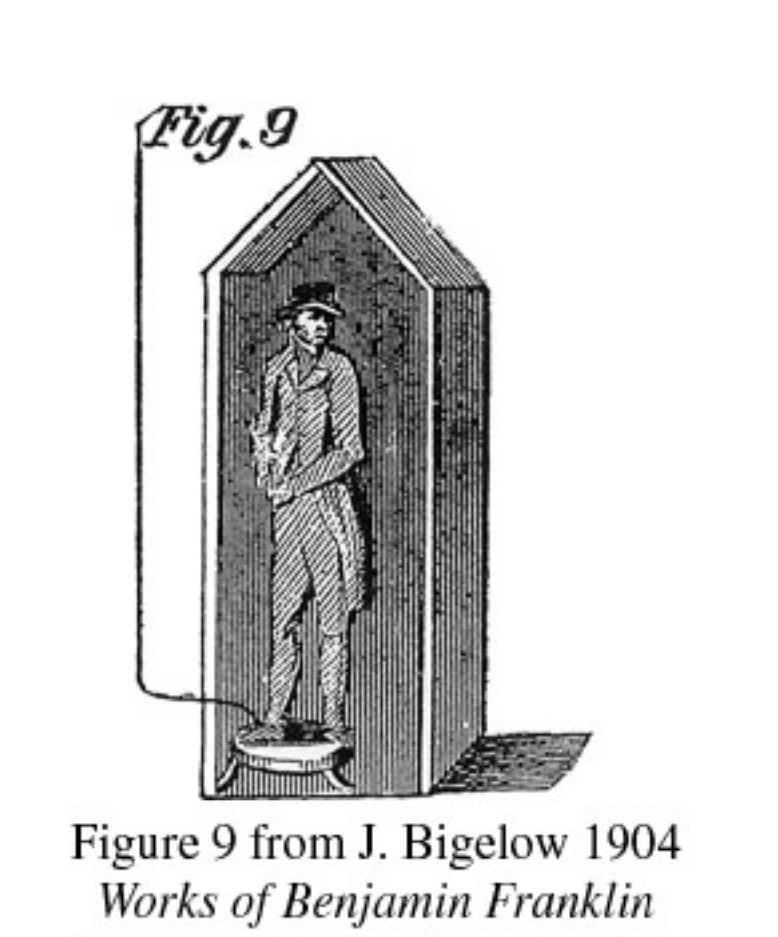 Fig. 9
Figure 9 from J. Bigelow 1904
Works of Benjamin Franklin